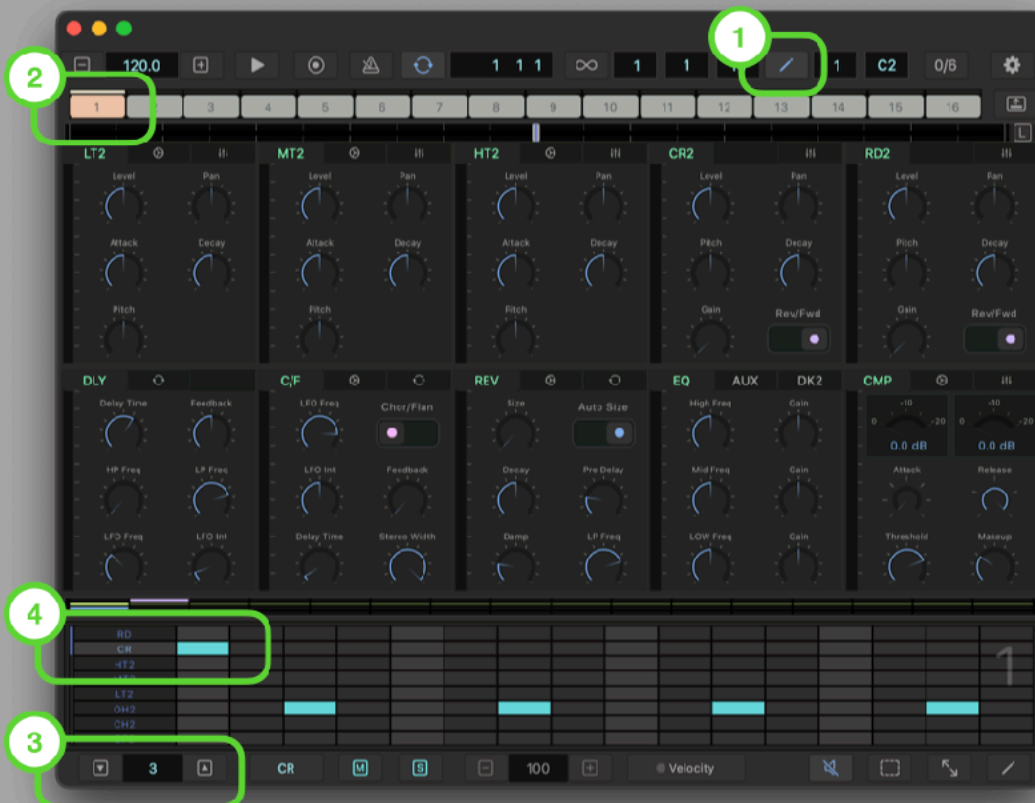 1
120.0 1 1 1 1 1 1 C2 0/6
2
1 2 3 4 5 6 7 8 9 10 11 12 13 14 15 16
L
LT2 MT2 HT2 CR2 RD2
Level Pan Level Pan Level Pan Level Pan Level Pan
Attack Decay Attack Decay Attack Decay Pitch Decay Pitch Decay
Pitch Pitch Pitch Gain Rev/Fwd Gain Rev/Fwd
DLY C/F REV EQ AUX DK2 CMP
Delay Time Feedback LFO Freq Chor/Flan Size Auto Size High Freq Gain -10 -10
0 -20 0 -20
0.0 dB 0.0 dB
HP Freq LP Freq LFO Int Feedback Decay Pre Delay Mid Freq Gain Attack Release
LFO Freq LFO Int Delay Time Stereo Width Damp LP Freq LOW Freq Gain Threshold Makeup
4
RD
CR
HT2
MT2
LT2
OH2
CH2
1
3
3 CR M S 100 Velocity